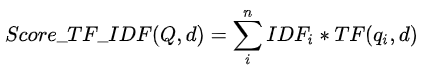 Score_TF_IDF(Q, d) = \sum_{i}^{n} IDF_i * TF(q_i, d)